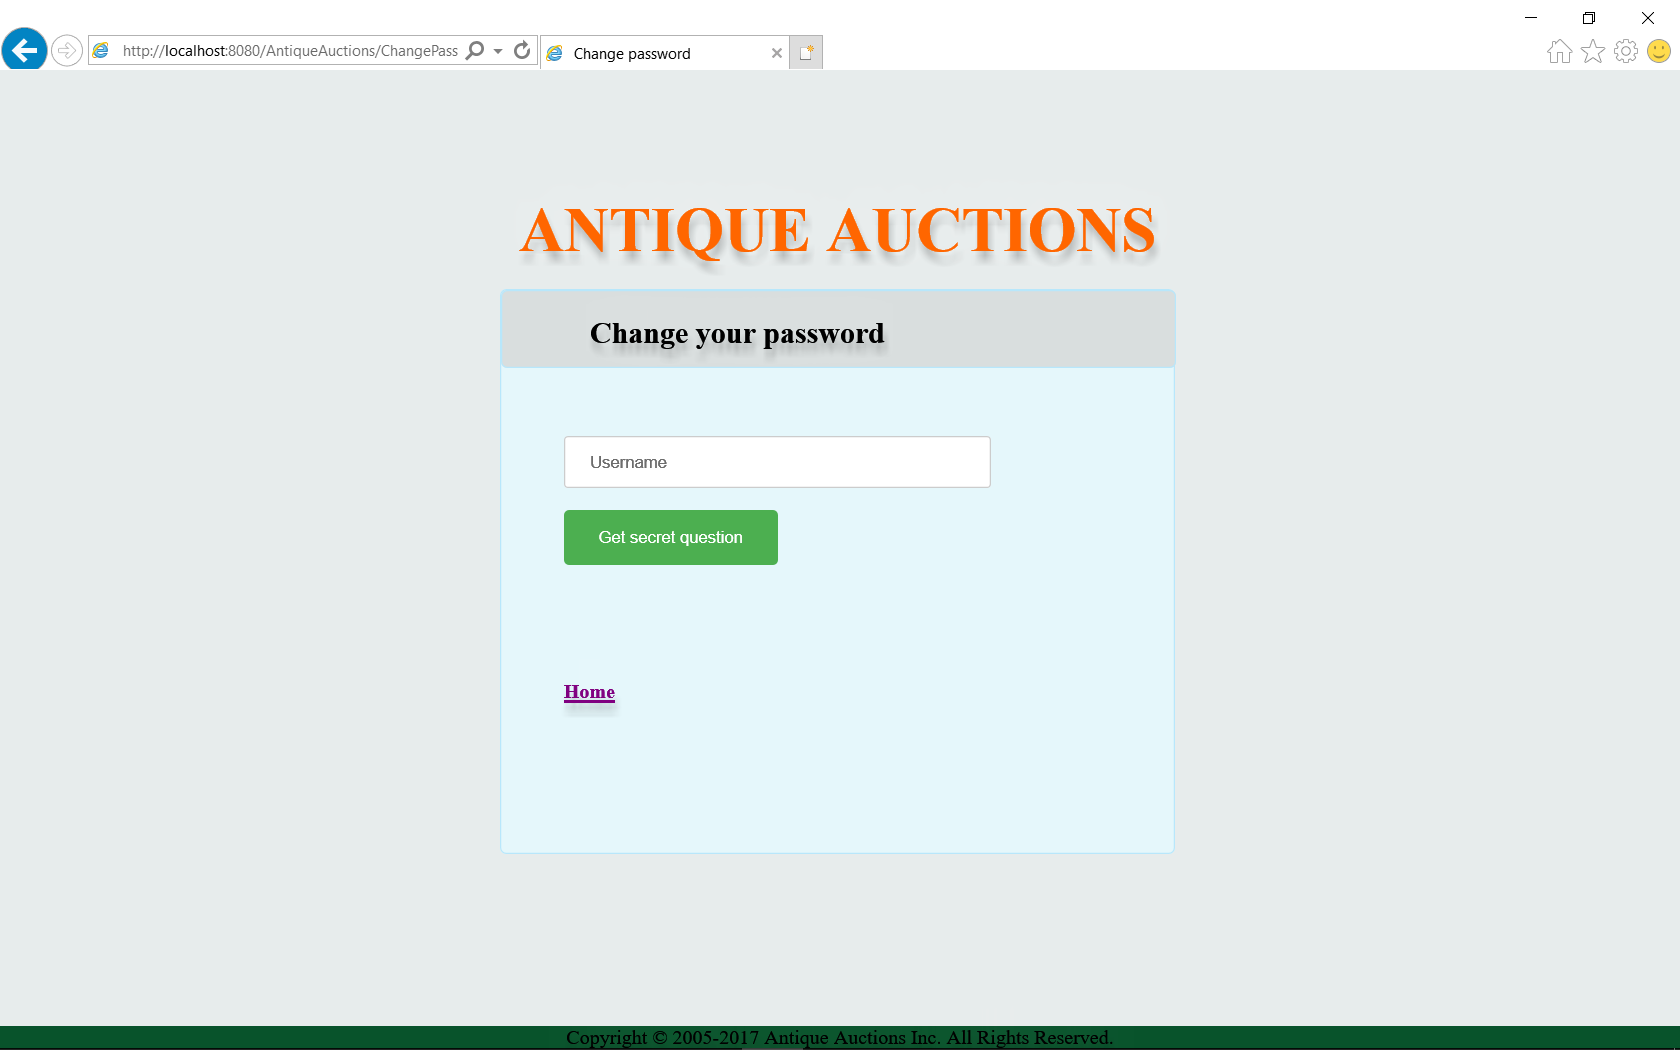 http://localhost:8080/AntiqueAuctions/ChangePass
Change password
ANTIQUE AUCTIONS
Change your password
Username
Get secret question
Home
Copyright © 2005-2017 Antique Auctions Inc. All Rights Reserved.